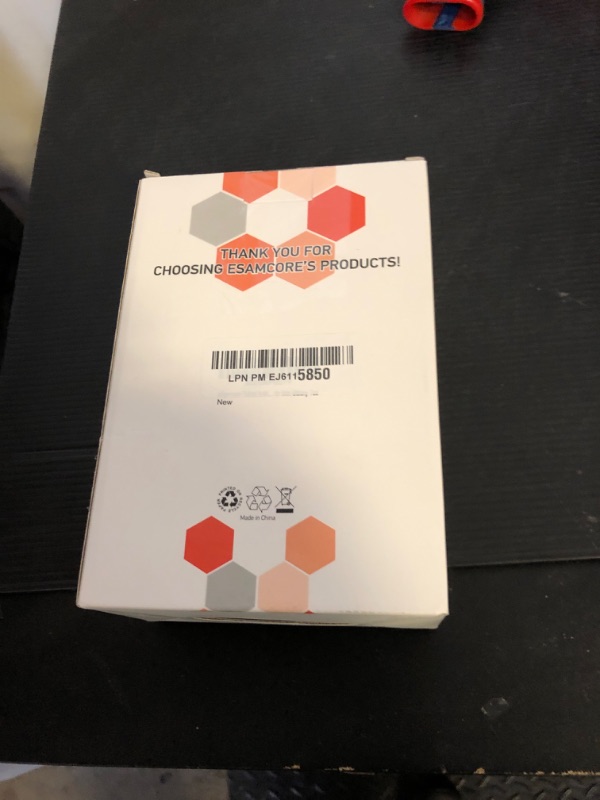 THANK YOU FOR
CHOOSING ESAMCORE'S PRODUCTS!
LPN PM EJ6115850
New
Made in China